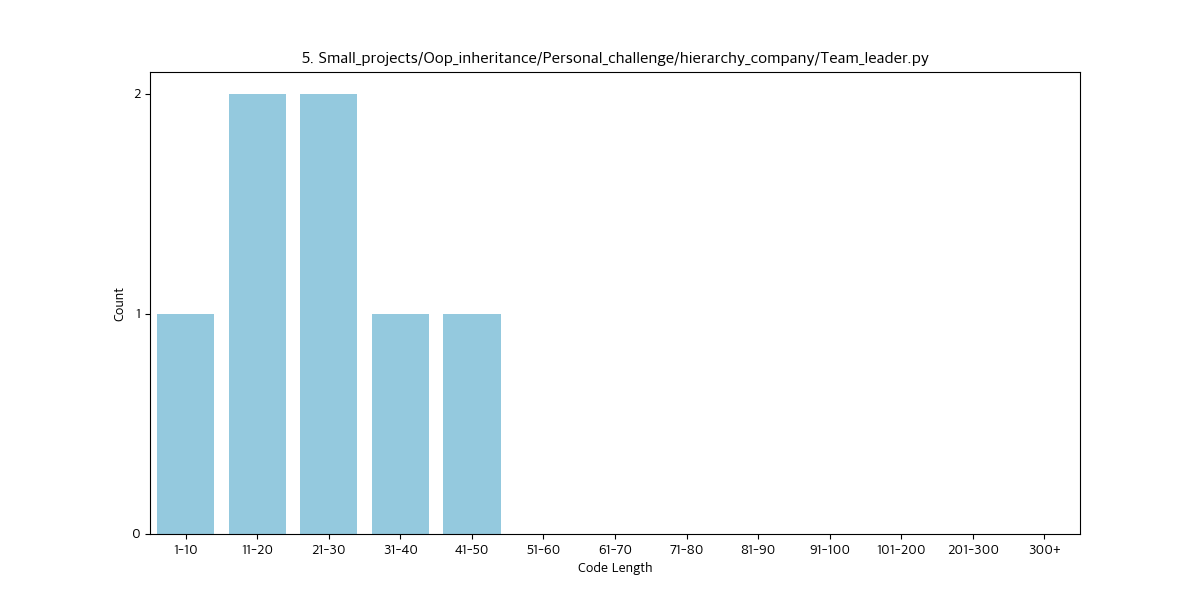 5. Small_projects/Oop_inheritance/Personal_challenge/hierarchy_company/Team_leader.py
2
1
0
Count
1-10 11-20 21-30 31-40 41-50 51-60 61-70 71-80 81-90 91-100 101-200 201-300 300+
Code Length